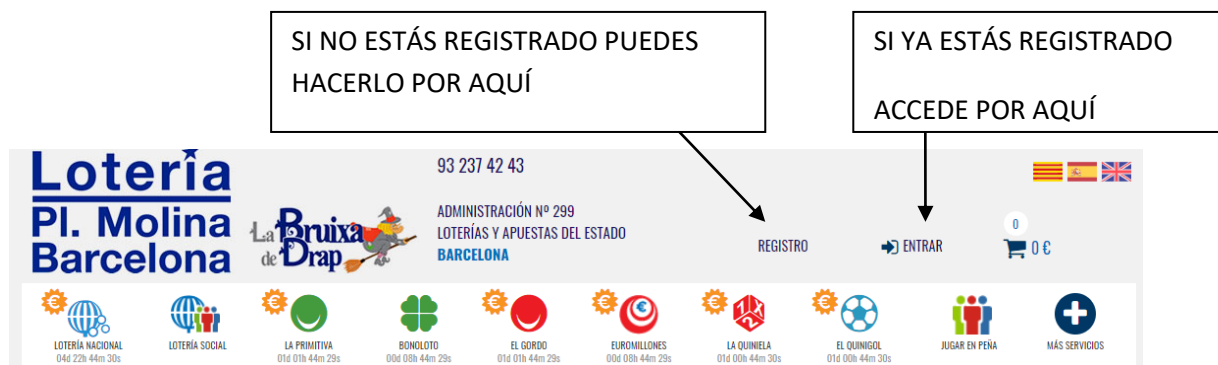 SI NO ESTÁS REGISTRADO PUEDES
HACERLO POR AQUÍ
SI YA ESTÁS REGISTRADO
ACCEDE POR AQUÍ
Lotería
Pl. Molina
Barcelona
La Bruixa
de Drap
93 237 42 43
ADMINISTRACIÓN Nº 299
LOTERÍAS Y APUESTAS DEL ESTADO
BARCELONA
REGISTRO
ENTRAR
0
0 €
LOTERÍA NACIONAL
04d 22h 44m 30s
LOTERÍA SOCIAL
LA PRIMITIVA
01d 01h 44m 29s
BONOLOTO
00d 08h 44m 29s
EL GORDO
01d 01h 44m 29s
EUROMILLONES
00d 08h 44m 29s
LA QUINIELA
01d 00h 44m 30s
EL QUINIGOL
01d 00h 44m 30s
JUGAR EN PEÑA
MÁS SERVICIOS